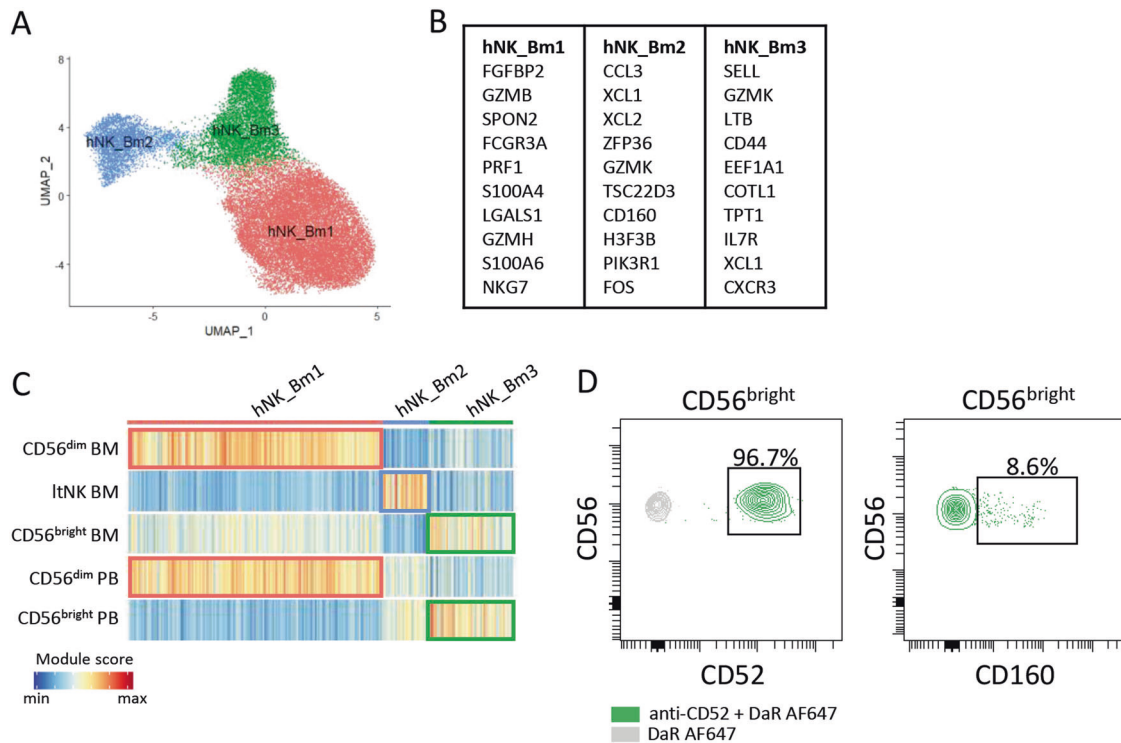 A
8
4
0
-4
UMAP_2
-5
0
5
UMAP_1
hNK_Bm2
hNK_Bm3
hNK_Bm1
B
hNK_Bm1 hNK_Bm2 hNK_Bm3
FGFBP2 CCL3 SELL
GZMB XCL1 GZMK
SPON2 XCL2 LTB
FCGR3A ZFP36 CD44
PRF1 GZMK EEF1A1
S100A4 TSC22D3 COTL1
LGALS1 CD160 TPT1
GZMH H3F3B IL7R
S100A6 PIK3R1 XCL1
NKG7 FOS CXCR3
C
hNK_Bm1
hNK_Bm2
hNK_Bm3
CD56dim BM
ltNK BM
CD56bright BM
CD56dim PB
CD56bright PB
Module score
min max
D
CD56bright
96.7%
CD56
CD52
CD56bright
8.6%
CD56
CD160
anti-CD52 + DaR AF647
DaR AF647